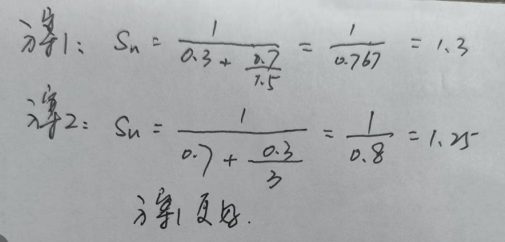 方案1: Sn = 1/(0.3 + 0.7/1.5) = 1/0.767 = 1.3
方案2: Sn = 1/(0.7 + 0.3/3) = 1/0.8 = 1.25
方案1更好.